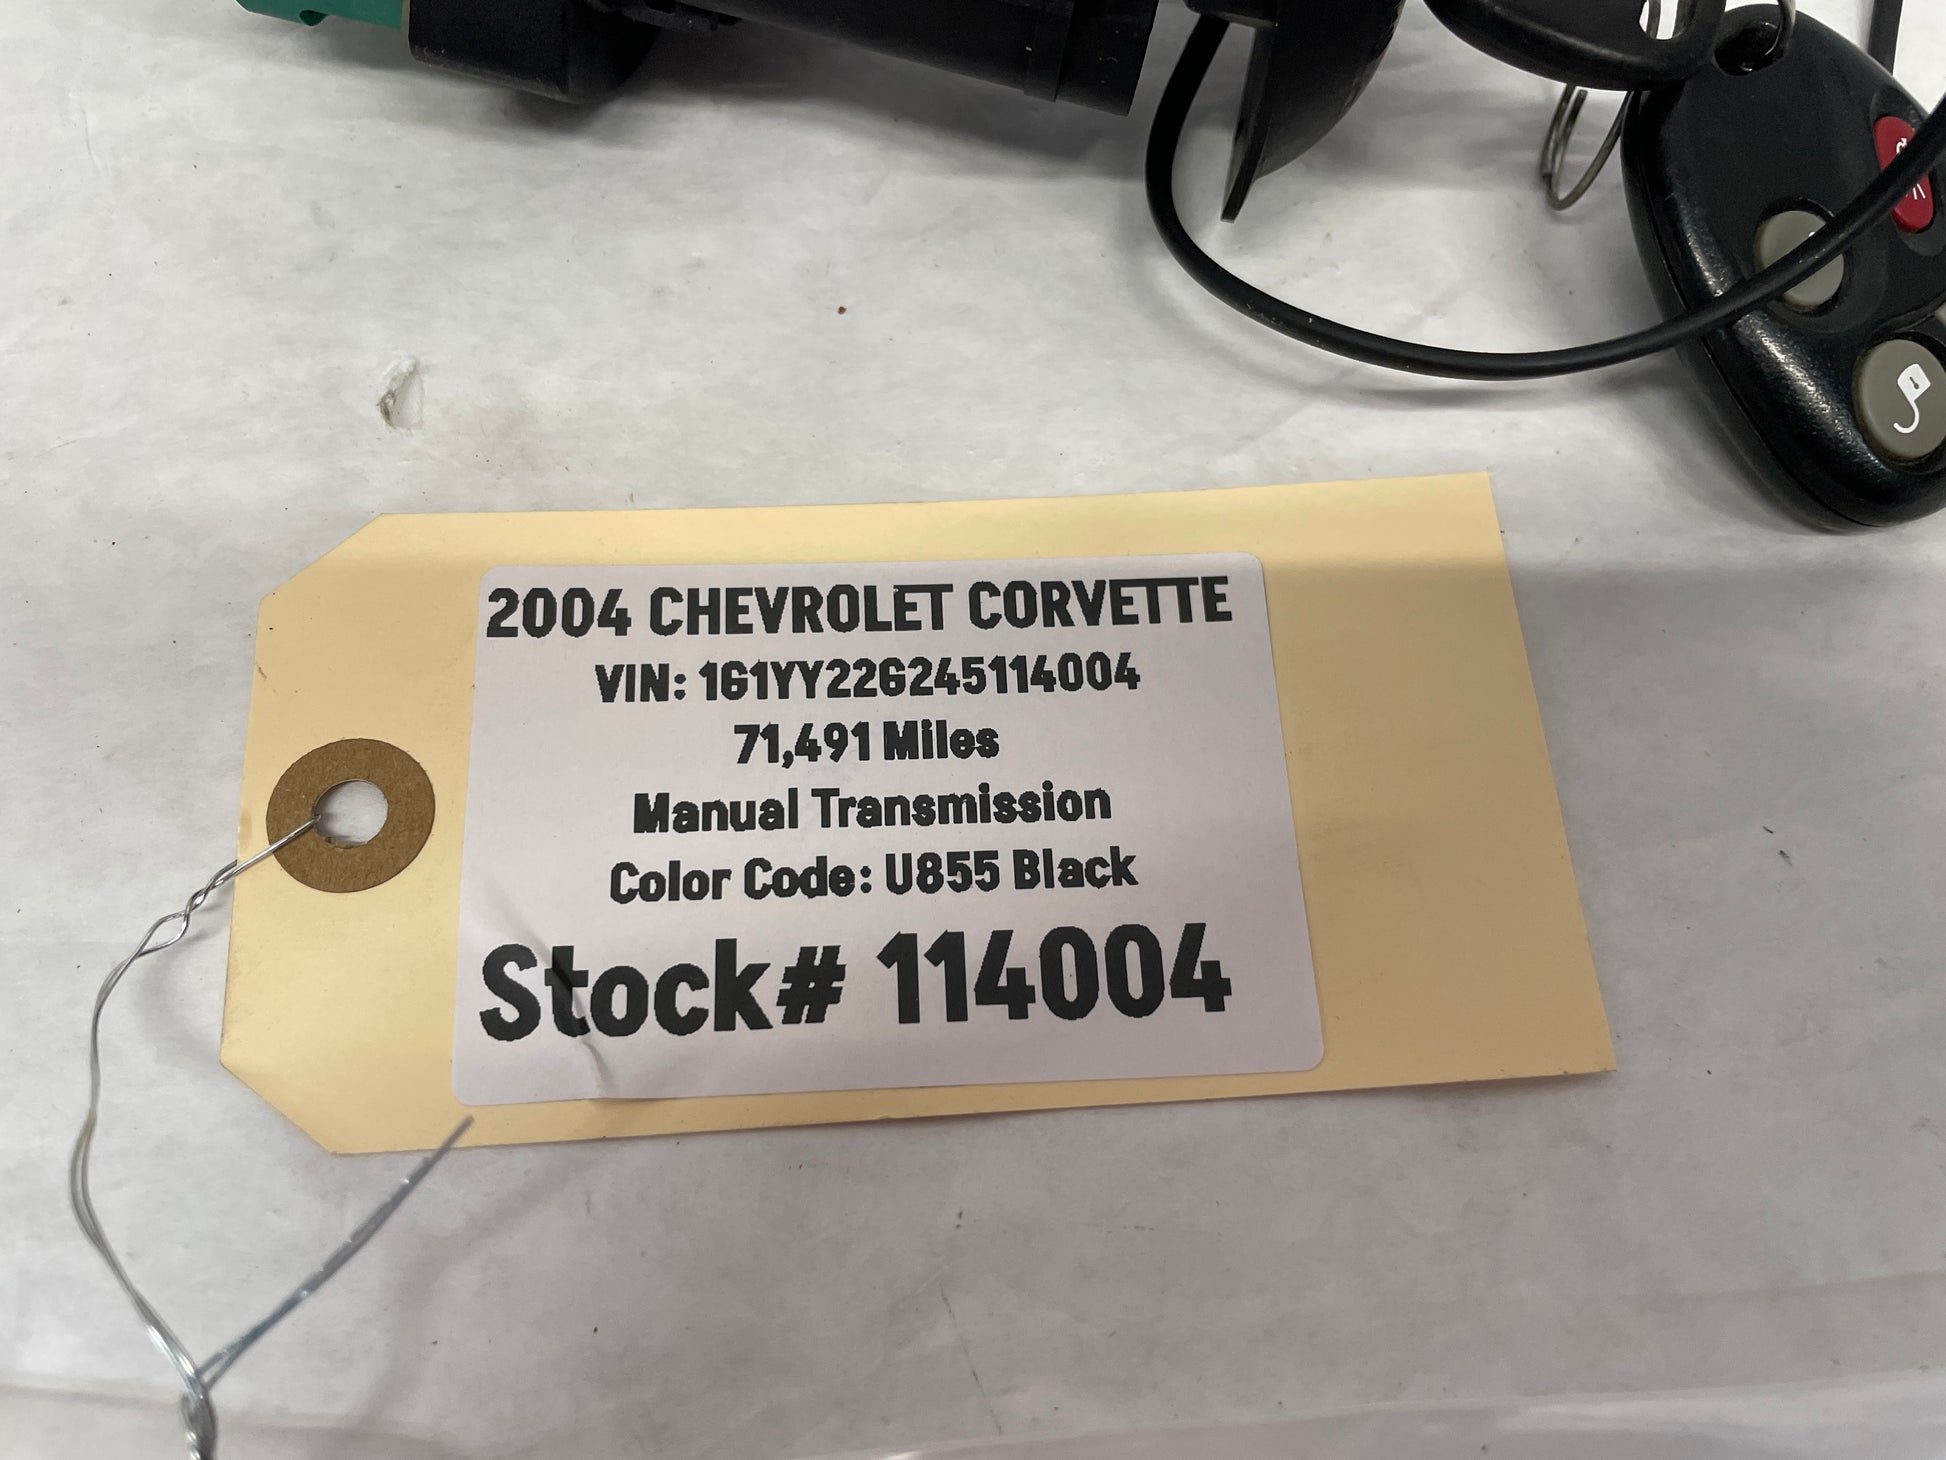 2004 CHEVROLET CORVETTE
VIN: 1G1YY22G245114004
71,491 Miles
Manual Transmission
Color Code: U855 Black
Stock# 114004